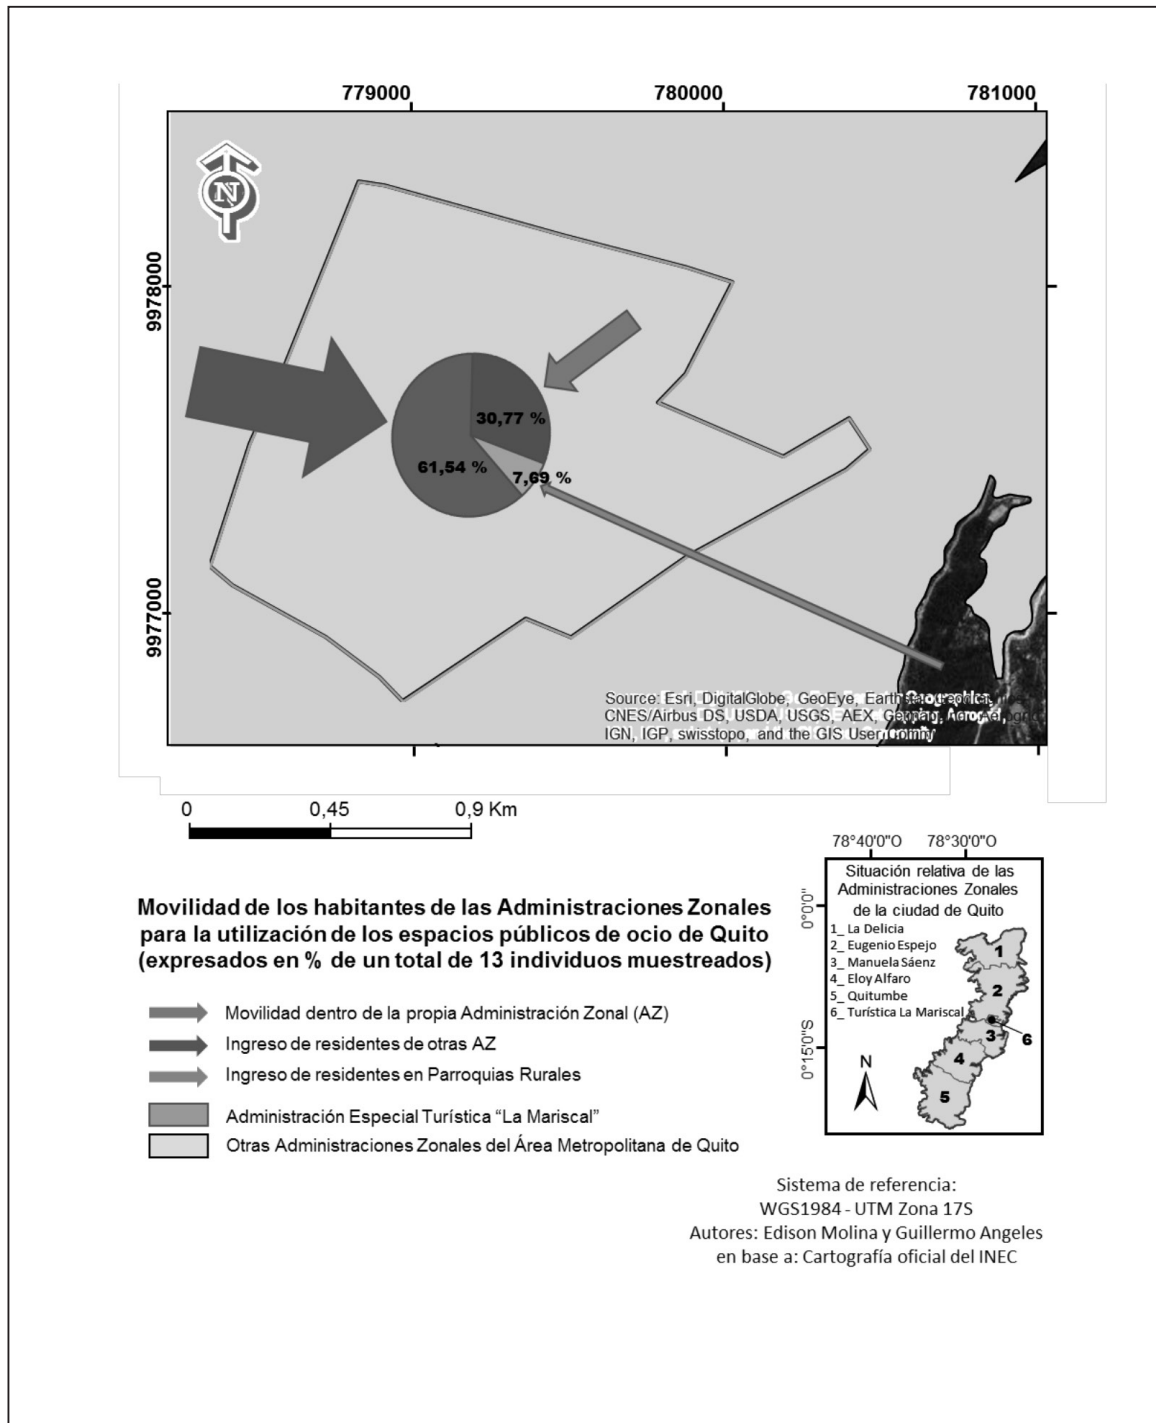 779000
780000
781000
N
9978000
30,77 %
61,54 %
7,69 %
9977000
Source: Esri, DigitalGlobe, GeoEye, Earthstar
CNES/Airbus DS, USDA, USGS, AEX,
IGN, IGP, swisstopo, and the GIS User
0
0,45
0,9 Km
Movilidad de los habitantes de las Administraciones Zonales
para la utilización de los espacios públicos de ocio de Quito
(expresados en % de un total de 13 individuos muestreados)
Movilidad dentro de la propia Administración Zonal (AZ)
Ingreso de residentes de otras AZ
Ingreso de residentes en Parroquias Rurales
Administración Especial Turística “La Mariscal”
Otras Administraciones Zonales del Área Metropolitana de Quito
78°40'0"O
78°30'0"O
Situación relativa de las
Administraciones Zonales
de la ciudad de Quito
0°0'0"
1_ La Delicia
2_ Eugenio Espejo
3_ Manuela Sáenz
4_ Eloy Alfaro
5_ Quitumbe
6_ Turística La Mariscal
1
2
3
6
4
5
0°15'0"S
N
Sistema de referencia:
WGS1984 - UTM Zona 17S
Autores: Edison Molina y Guillermo Angeles
en base a: Cartografía oficial del INEC